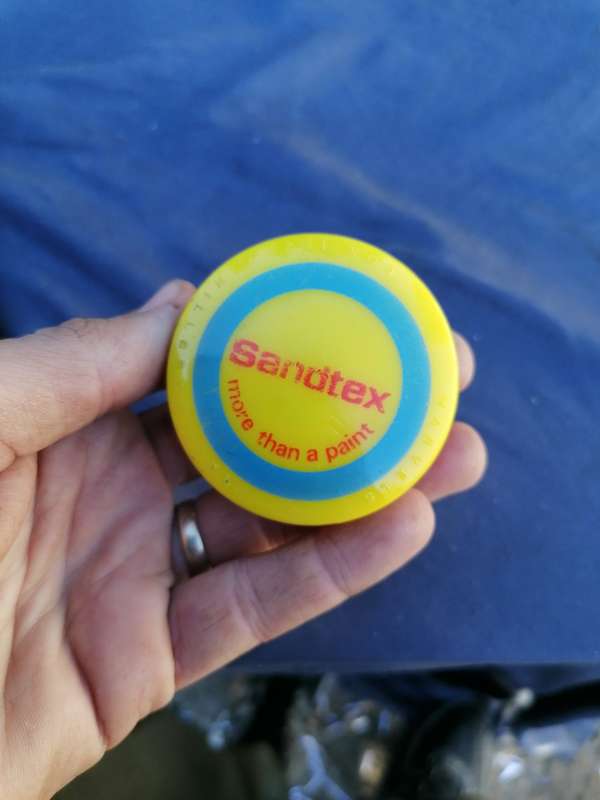 Sandtex
more than a paint